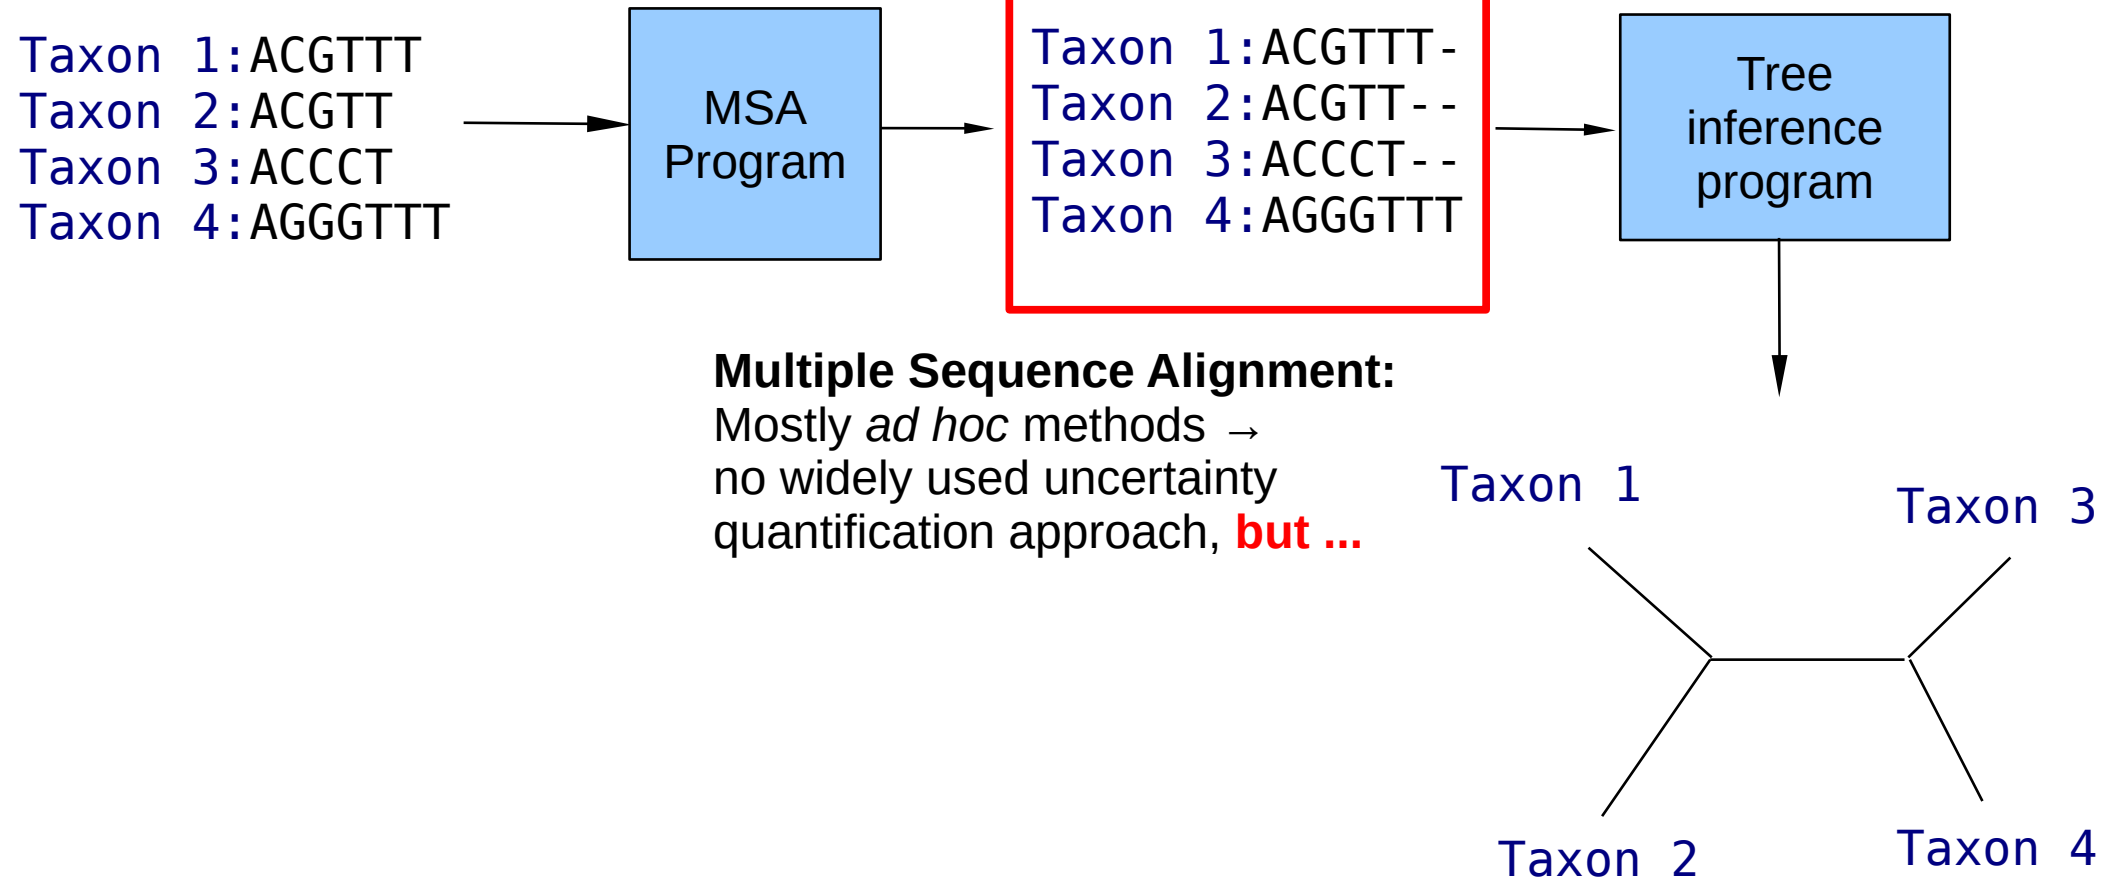 Taxon 1:ACGTTT
Taxon 2:ACGTT
Taxon 3:ACCCT
Taxon 4:AGGGTTT
MSA
Program
Taxon 1:ACGTTT-
Taxon 2:ACGTT--
Taxon 3:ACCCT--
Taxon 4:AGGGTTT
Tree
inference
program
Multiple Sequence Alignment:
Mostly ad hoc methods →
no widely used uncertainty
quantification approach, but ...
Taxon 1
Taxon 3
Taxon 2
Taxon 4